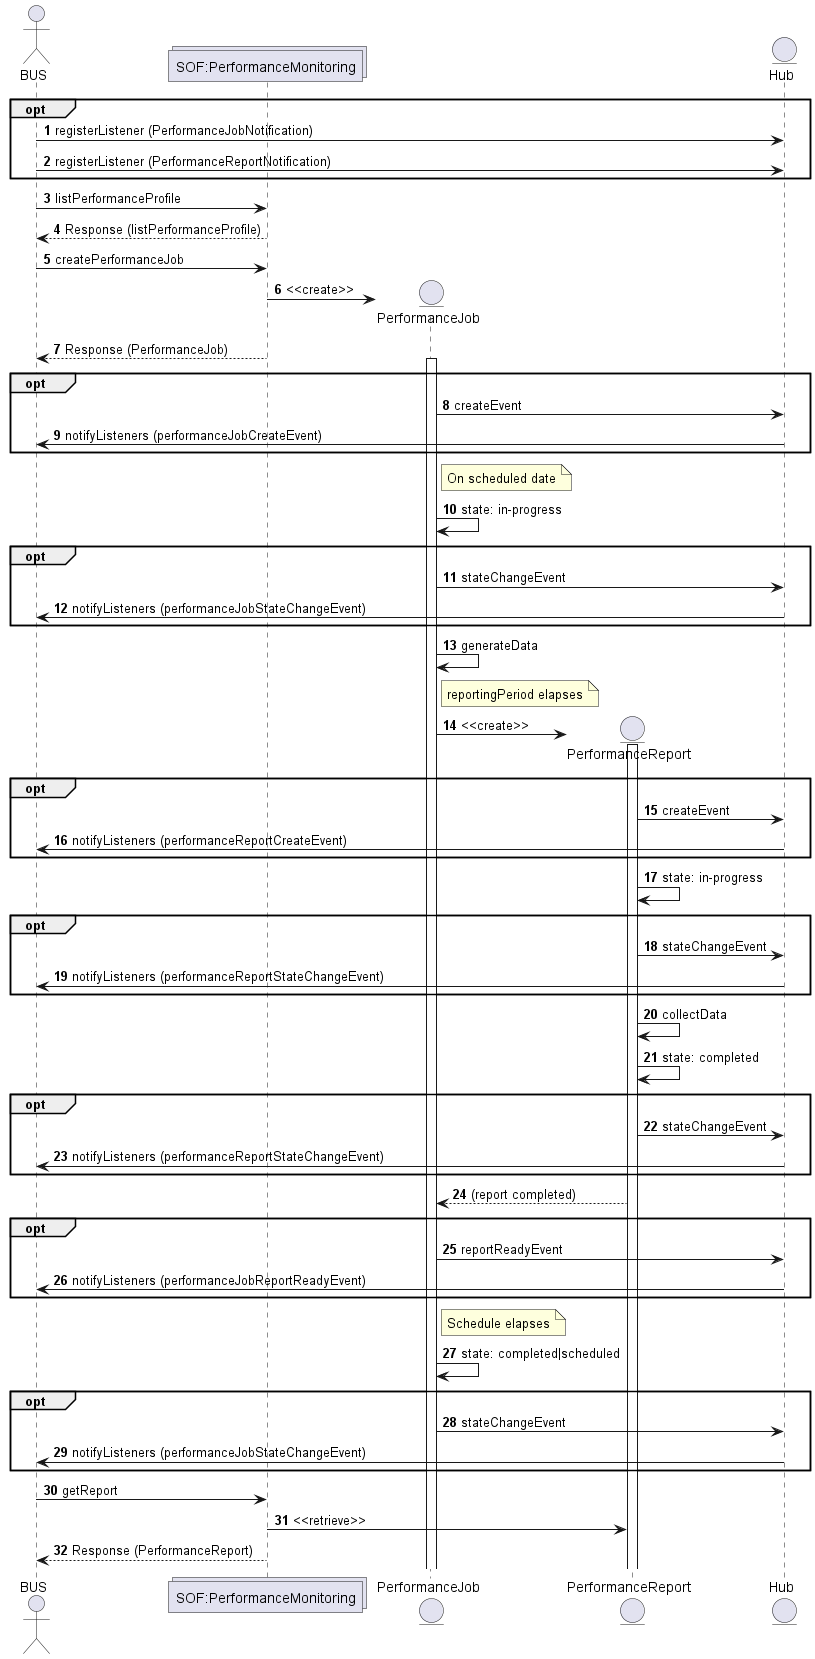 BUS
SOF:PerformanceMonitoring
Hub
opt
1 registerListener (PerformanceJobNotification)
2 registerListener (PerformanceReportNotification)
3 listPerformanceProfile
4 Response (listPerformanceProfile)
5 createPerformanceJob
6 <<create>>
PerformanceJob
7 Response (PerformanceJob)
opt
8 createEvent
9 notifyListeners (performanceJobCreateEvent)
On scheduled date
10 state: in-progress
opt
11 stateChangeEvent
12 notifyListeners (performanceJobStateChangeEvent)
13 generateData
reportingPeriod elapses
14 <<create>>
PerformanceReport
opt
15 createEvent
16 notifyListeners (performanceReportCreateEvent)
17 state: in-progress
opt
18 stateChangeEvent
19 notifyListeners (performanceReportStateChangeEvent)
20 collectData
21 state: completed
opt
22 stateChangeEvent
23 notifyListeners (performanceReportStateChangeEvent)
24 (report completed)
opt
25 reportReadyEvent
26 notifyListeners (performanceJobReportReadyEvent)
Schedule elapses
27 state: completed|scheduled
opt
28 stateChangeEvent
29 notifyListeners (performanceJobStateChangeEvent)
30 getReport
31 <<retrieve>>
32 Response (PerformanceReport)
BUS
SOF:PerformanceMonitoring
PerformanceJob
PerformanceReport
Hub